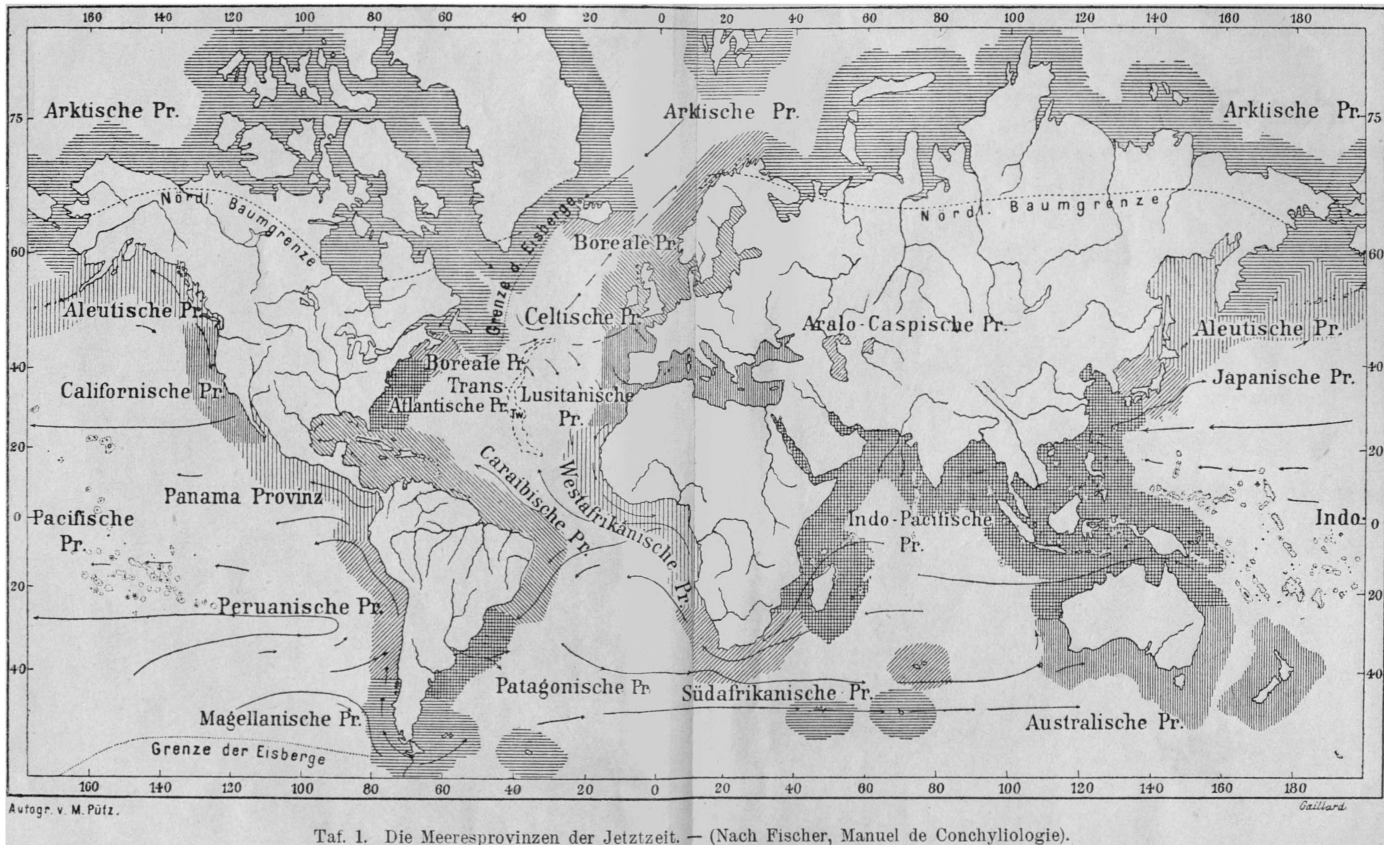 160 120 100 80 60 40 20 0 20 40 60 80 100 120 140 160 180
Arktische Pr. Arktische Pr. Arktische Pr.
75 75
Nördl. Baumgrenze Nördl. Baumgrenze
Grenze d. Eisberge
60 60
Boreale Pr.
Aleutische Pr. Celtische Pr. Aralo-Caspische Pr. Aleutische Pr.
Boreale Pr.
40 40
Californische Pr. Trans- Lusitanische Japanische Pr.
Atlantische Pr. Pr.
20 20
Caraibische Pr.
Westafrikanische Pr.
Panama Provinz
0 0
Pacifische Indo-Pacifische Indo
Pr. Pr.
20 20
Peruanische Pr.
40 40
Patagonische Pr. Südafrikanische Pr.
Magellanische Pr. Australische Pr.
Grenze der Eisberge
160 120 100 80 60 40 20 0 20 40 60 80 100 120 140 160 180
Autogr. v. M. Pütz. Gaillard
Taf. 1. Die Meeresprovinzen der Jetztzeit. — (Nach Fischer, Manuel de Conchyliologie).